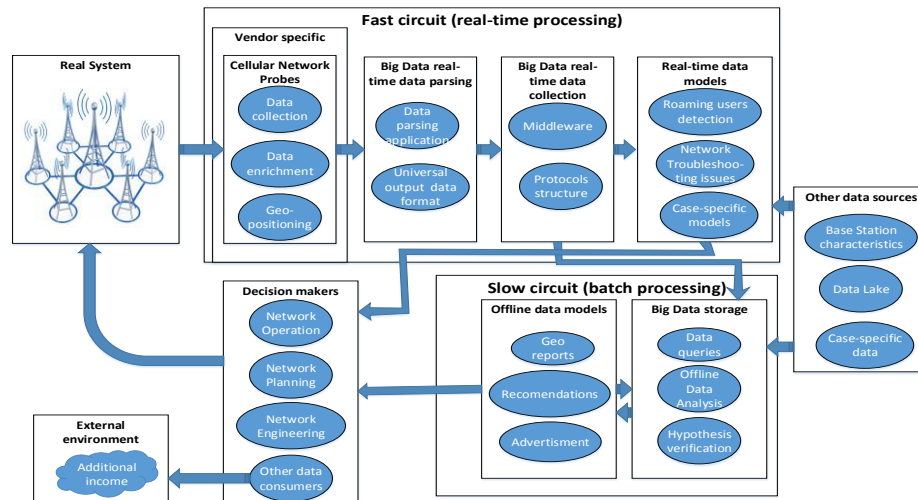 Fast circuit (real-time processing)
Real System
Vendor specific
Cellular Network
Probes
Data
collection
Data
enrichment
Geo-
positioning
Big Data real-
time data parsing
Data
parsing
application
Universal
output data
format
Big Data real-
time data
collection
Middleware
Protocols
structure
Real-time data
models
Roaming users
detection
Network
Troubleshoo-
ting issues
Case-specific
models
Other data sources
Base Station
characteristics
Data Lake
Case-specific
data
Decision makers
Network
Operation
Network
Planning
Network
Engineering
Other data
consumers
Slow circuit (batch processing)
Offline data models
Geo
reports
Recomendations
Advertisment
Big Data storage
Data
queries
Offline
Data
Analysis
Hypothesis
verification
External
environment
Additional
income